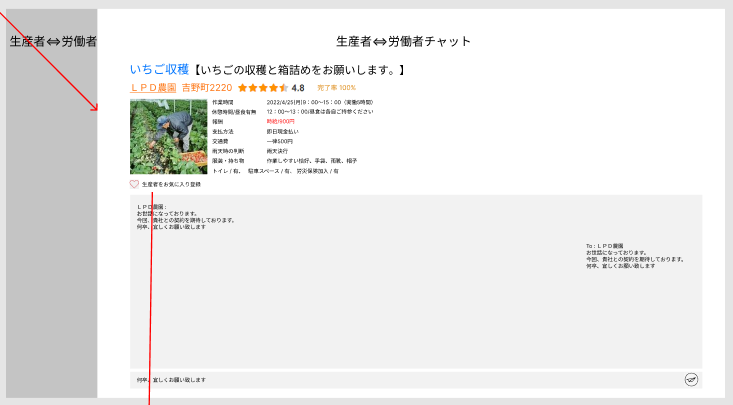 生産者⇔労働者
生産者⇔労働者チャット
いちご収穫【いちごの収穫と箱詰めをお願いします。】
ＬＰＤ農園 吉野町2220 4.8 完了率 100%
作業時間 2022/4/25(月)9：00〜15：00（実働5時間）
休憩時間/昼食有無 12：00〜13：00/昼食は各自ご持参ください
報酬 時給/900円
支払方法 即日現金払い
交通費 一律500円
雨天時の判断 雨天決行
服装・持ち物 作業しやすい格好、手袋、雨靴、帽子
トイレ / 有、 駐車スペース / 有、 労災保険加入 / 有
生産者をお気に入り登録
ＬＰＤ農園：
お世話になっております。
今回、貴社との契約を期待しております。
何卒、宜しくお願い致します
To：ＬＰＤ農園
お世話になっております。
今回、貴社との契約を期待しております。
何卒、宜しくお願い致します
何卒、宜しくお願い致します